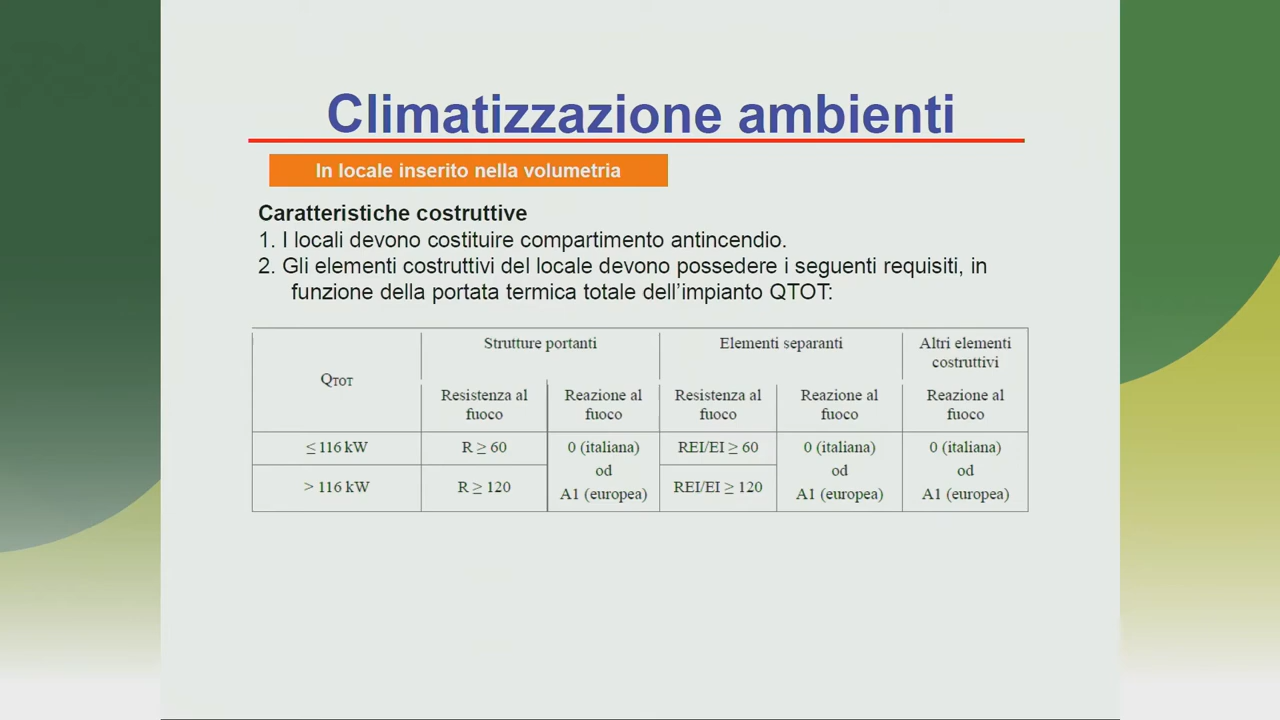 Climatizzazione ambienti
In locale inserito nella volumetria
Caratteristiche costruttive
1. I locali devono costituire compartimento antincendio.
2. Gli elementi costruttivi del locale devono possedere i seguenti requisiti, in
funzione della portata termica totale dell’impianto QTOT:
QTOT
Strutture portanti
Elementi separanti
Altri elementi
costruttivi
Resistenza al
fuoco
Reazione al
fuoco
Resistenza al
fuoco
Reazione al
fuoco
Reazione al
fuoco
≤ 116 kW
R ≥ 60
0 (italiana)
od
A1 (europea)
REI/EI ≥ 60
0 (italiana)
od
A1 (europea)
0 (italiana)
od
A1 (europea)
> 116 kW
R ≥ 120
REI/EI ≥ 120